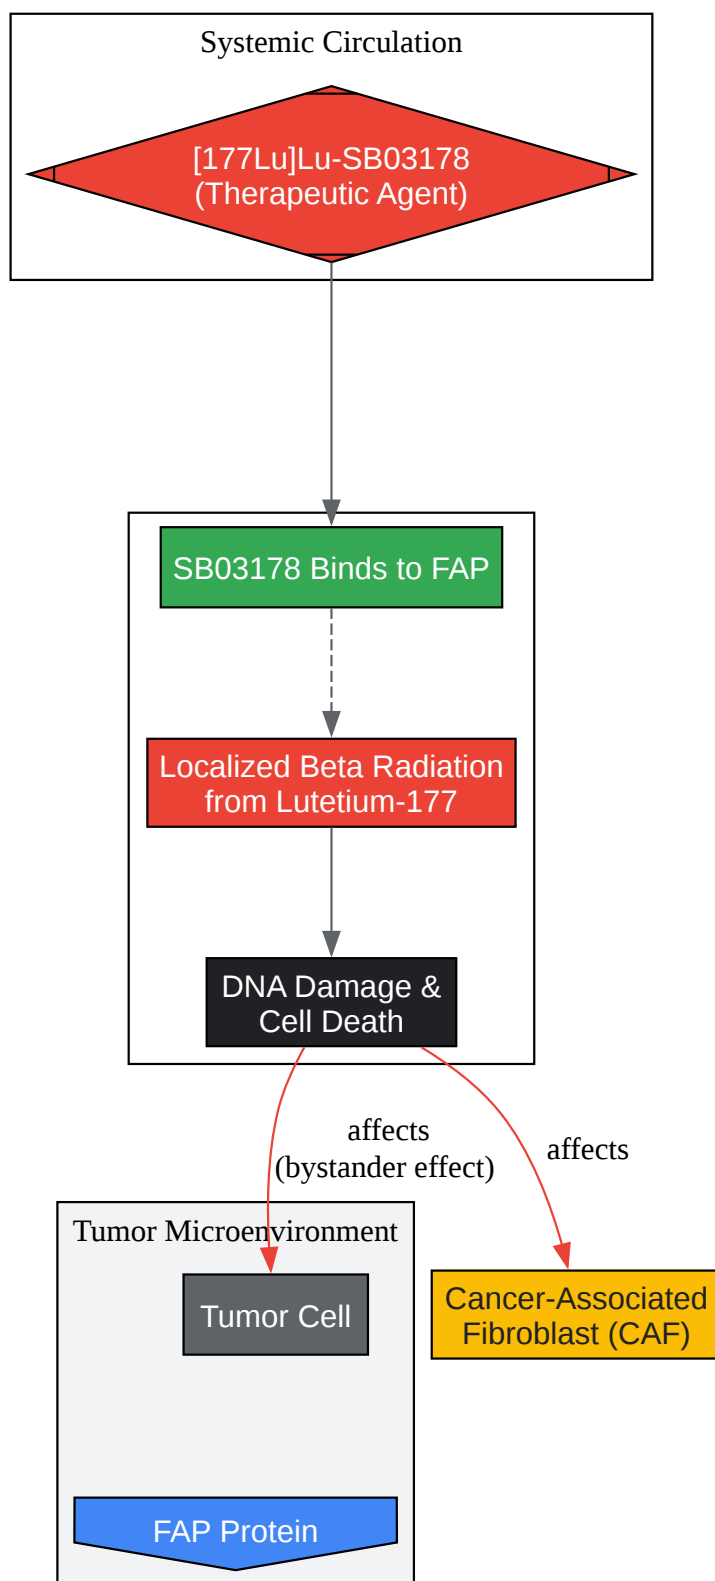 Systemic Circulation
[177Lu]Lu-SB03178
(Therapeutic Agent)
SB03178 Binds to FAP
Localized Beta Radiation
from Lutetium-177
DNA Damage &
Cell Death
affects
(bystander effect)
affects
Tumor Microenvironment
Tumor Cell
Cancer-Associated
Fibroblast (CAF)
FAP Protein